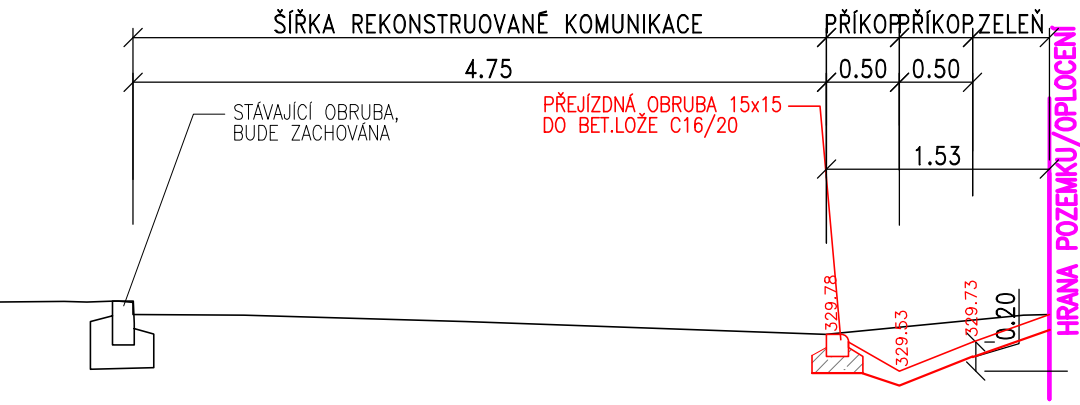 ŠÍŘKA REKONSTRUOVANÉ KOMUNIKACE
PŘÍKOP
PŘÍKOP
ZELEŇ
4.75
0.50
0.50
STÁVAJÍCÍ OBRUBA,
BUDE ZACHOVÁNA
PŘEJÍZDNÁ OBRUBA 15x15
DO BET.LOŽE C16/20
1.53
329.78
329.53
329.73
0.20
HRANA POZEMKU/OPLOCENÍ